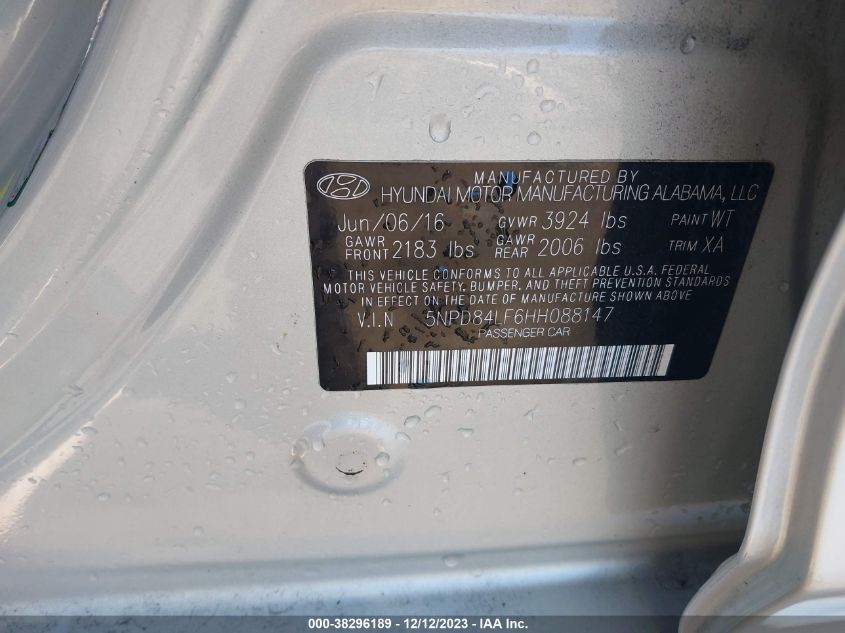 MANUFACTURED BY
HYUNDAI MOTOR MANUFACTURING ALABAMA, LLC
Jun/06/16 GVWR 3924 lbs PAINT WT
GAWR FRONT 2183 lbs GAWR REAR 2006 lbs TRIM XA
THIS VEHICLE CONFORMS TO ALL APPLICABLE U.S.A. FEDERAL
MOTOR VEHICLE SAFETY, BUMPER, AND THEFT PREVENTION STANDARDS
IN EFFECT ON THE DATE OF MANUFACTURE SHOWN ABOVE
V.I.N 5NPD84LF6HH088147
PASSENGER CAR
000-38296189 - 12/12/2023 - IAA Inc.